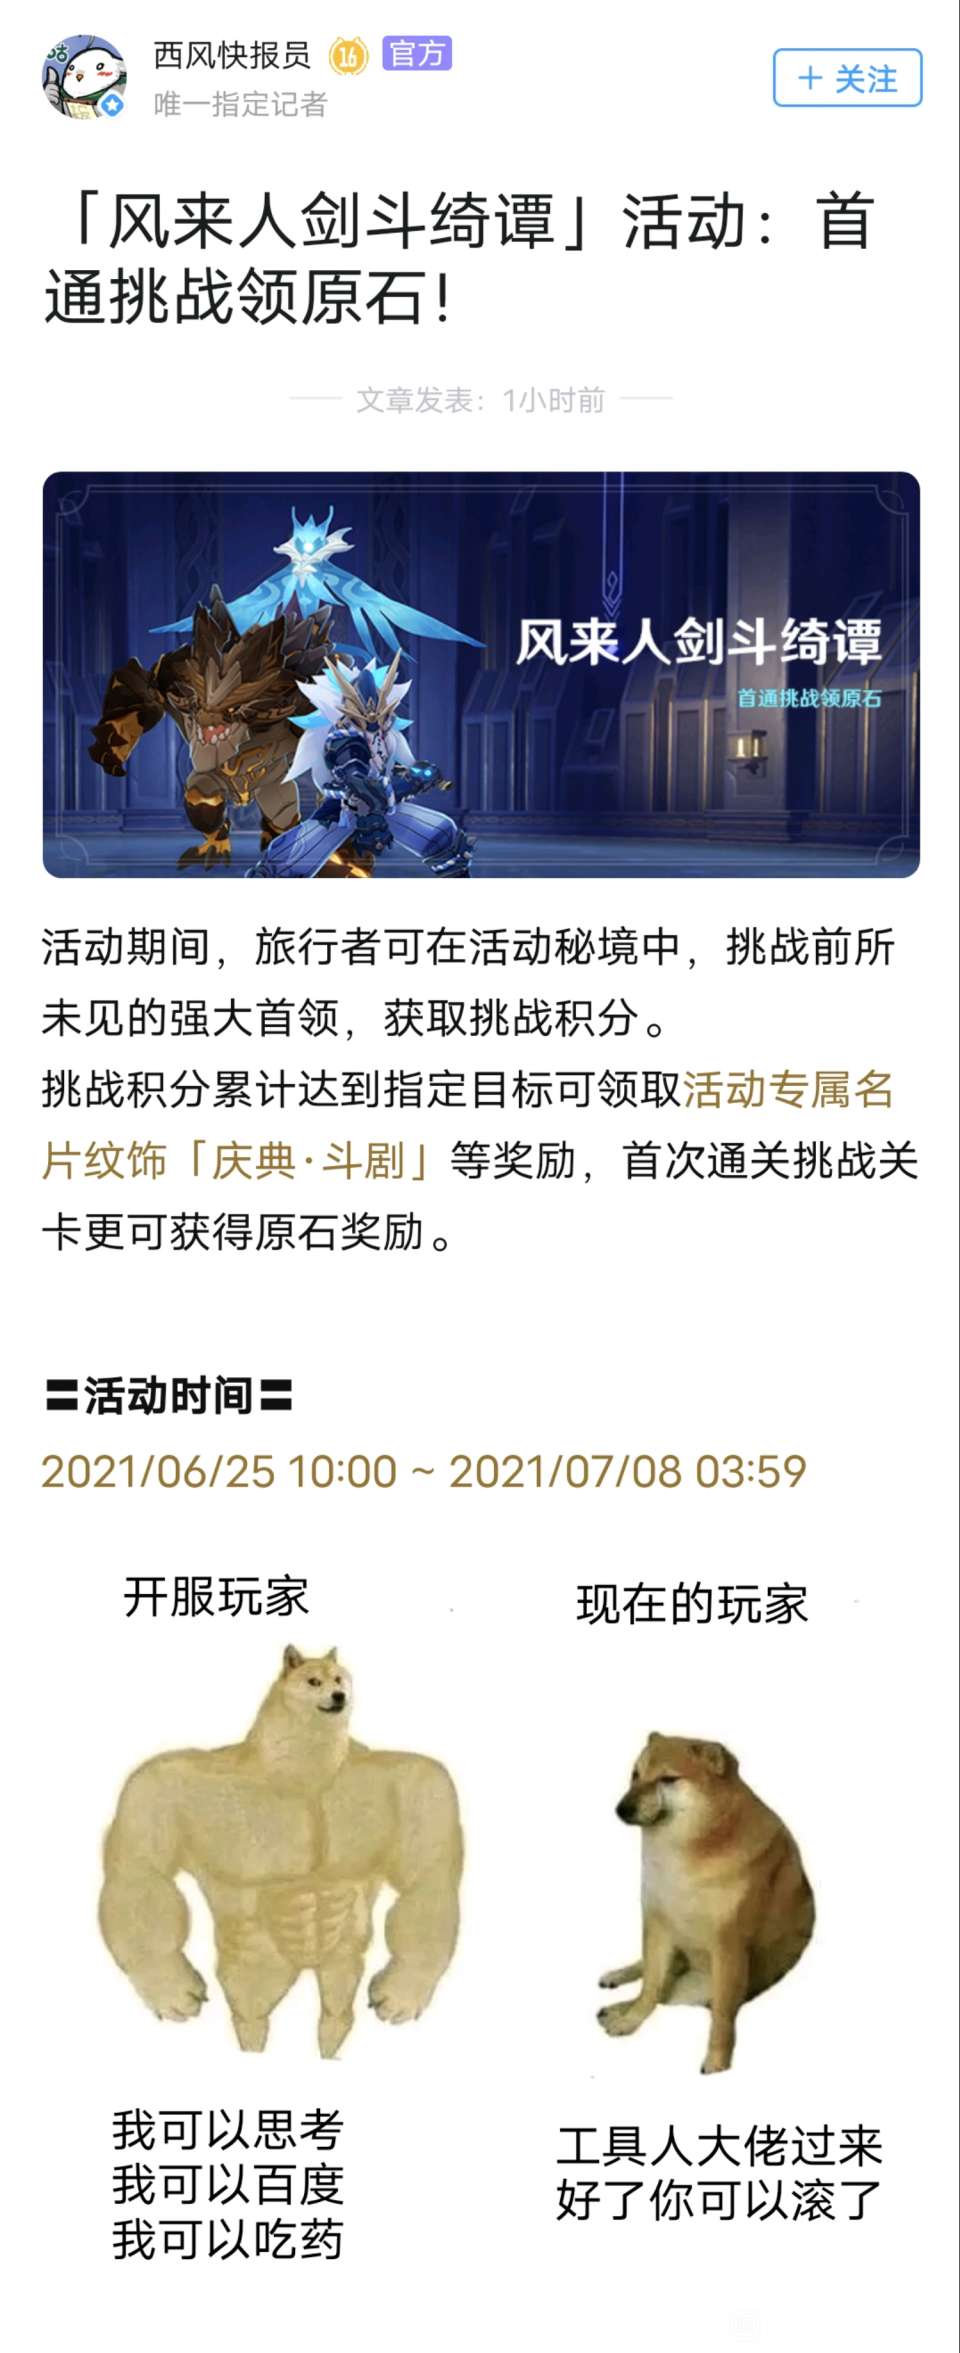 西风快报员 16 官方
唯一指定记者
+ 关注
「风来人剑斗绮谭」活动：首
通挑战领原石！
文章发表：1小时前
风来人剑斗绮谭
首通挑战领原石
活动期间，旅行者可在活动秘境中，挑战前所
未见的强大首领，获取挑战积分。
挑战积分累计达到指定目标可领取活动专属名
片纹饰「庆典·斗剧」等奖励，首次通关挑战关
卡更可获得原石奖励。
〓活动时间〓
2021/06/25 10:00 ~ 2021/07/08 03:59
开服玩家
现在的玩家
我可以思考
我可以百度
我可以吃药
工具人大佬过来
好了你可以滚了